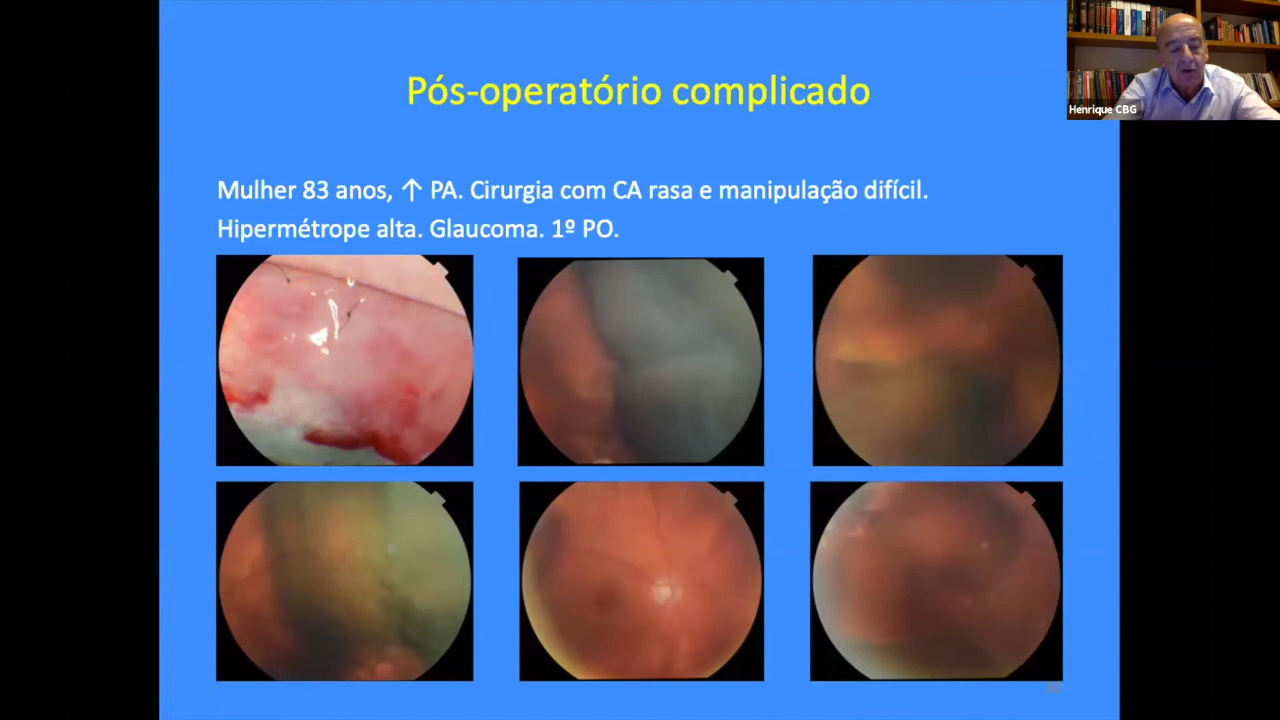 Pós-operatório complicado
Henrique CBG
Mulher 83 anos, ↑ PA. Cirurgia com CA rasa e manipulação difícil.
Hipermétrope alta. Glaucoma. 1º PO.